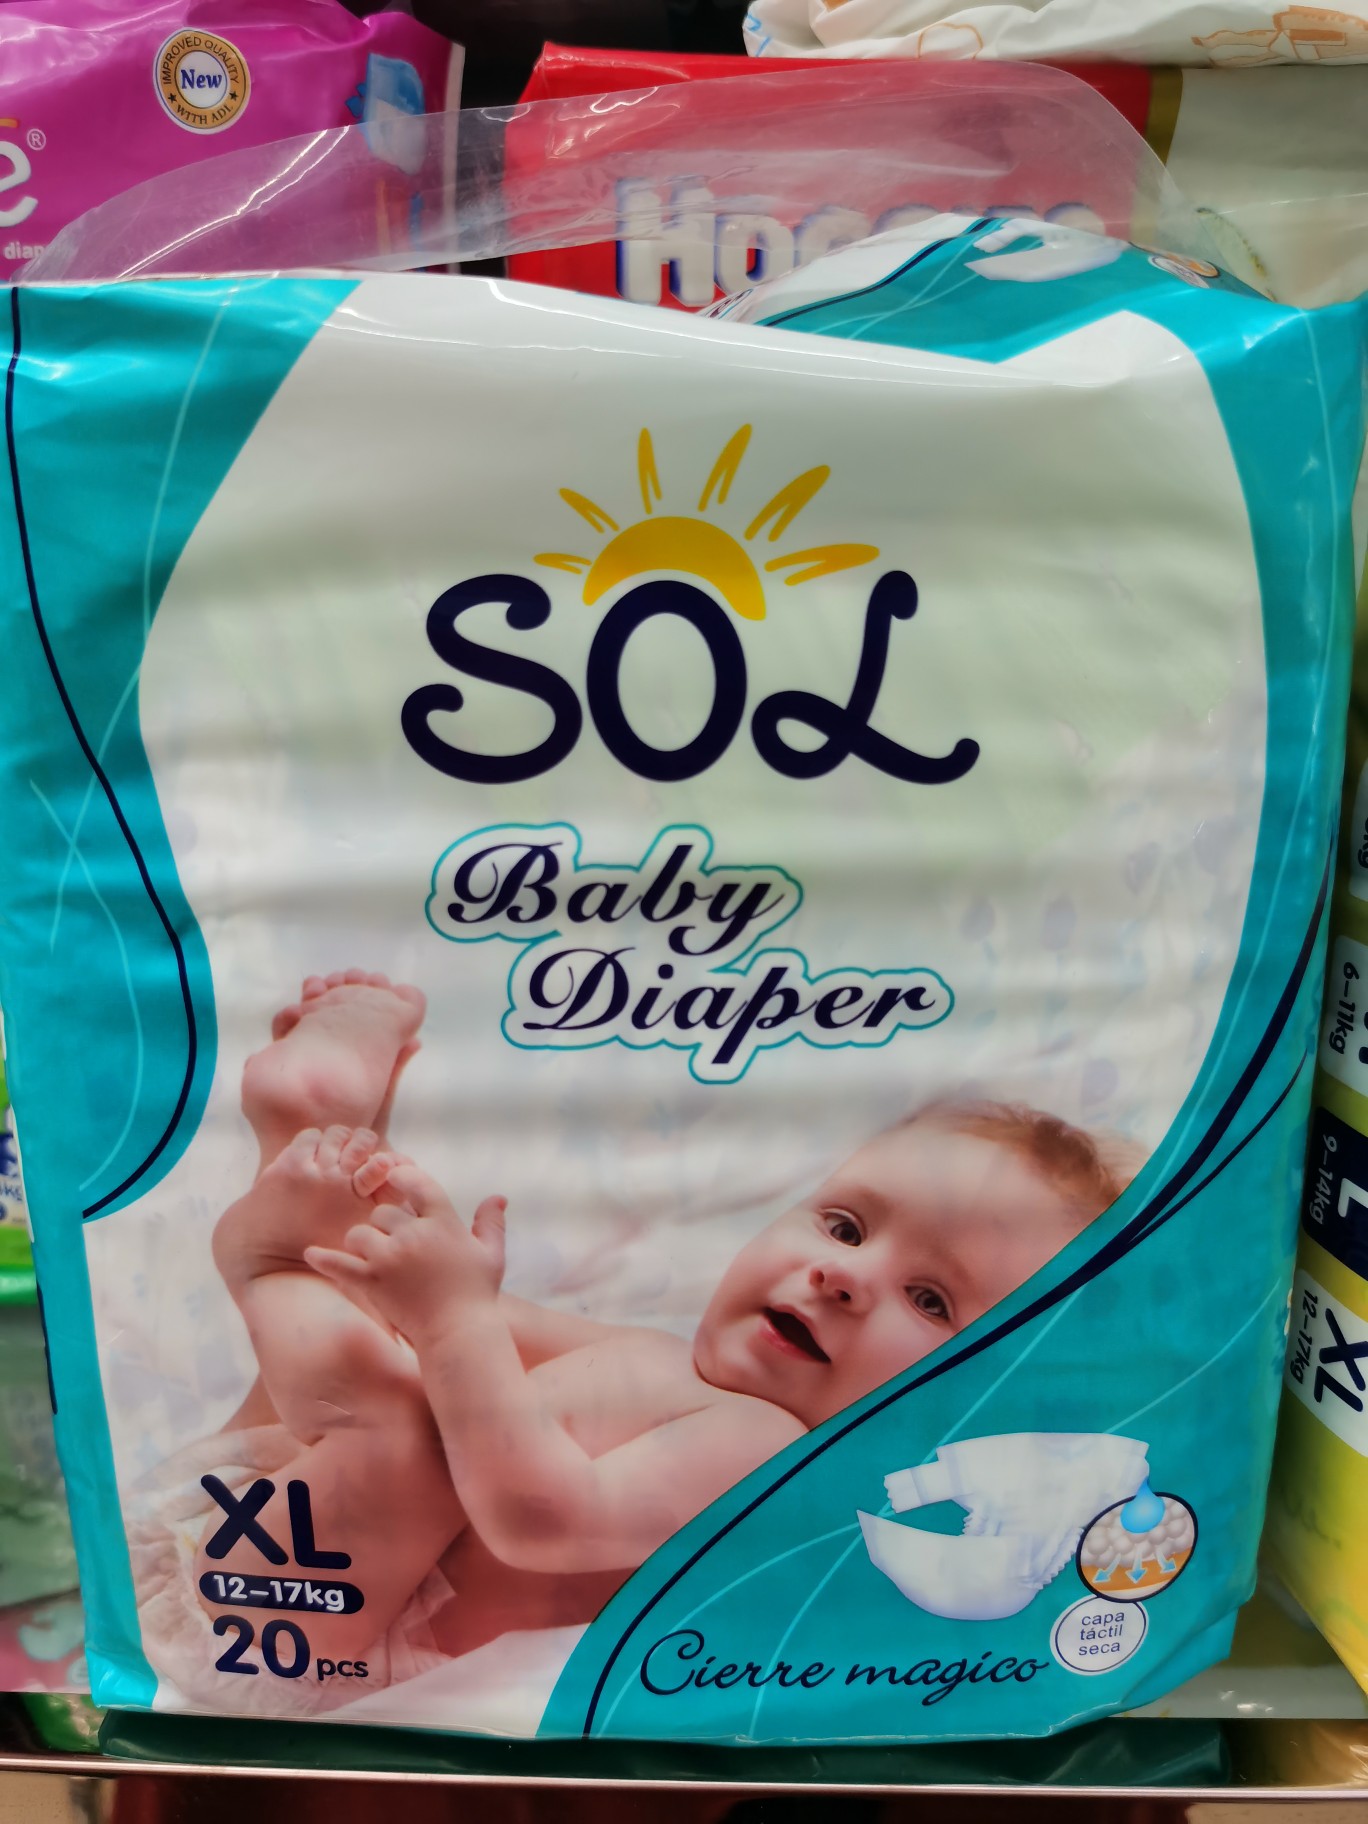 IMPROVED QUALITY
New
WITH ADL
e®
SOL
Baby
Diaper
XL
12-17kg
20 pcs
Cierre magico
capa
táctil
seca
6-11kg
9-14kg
L
XL
12-17kg